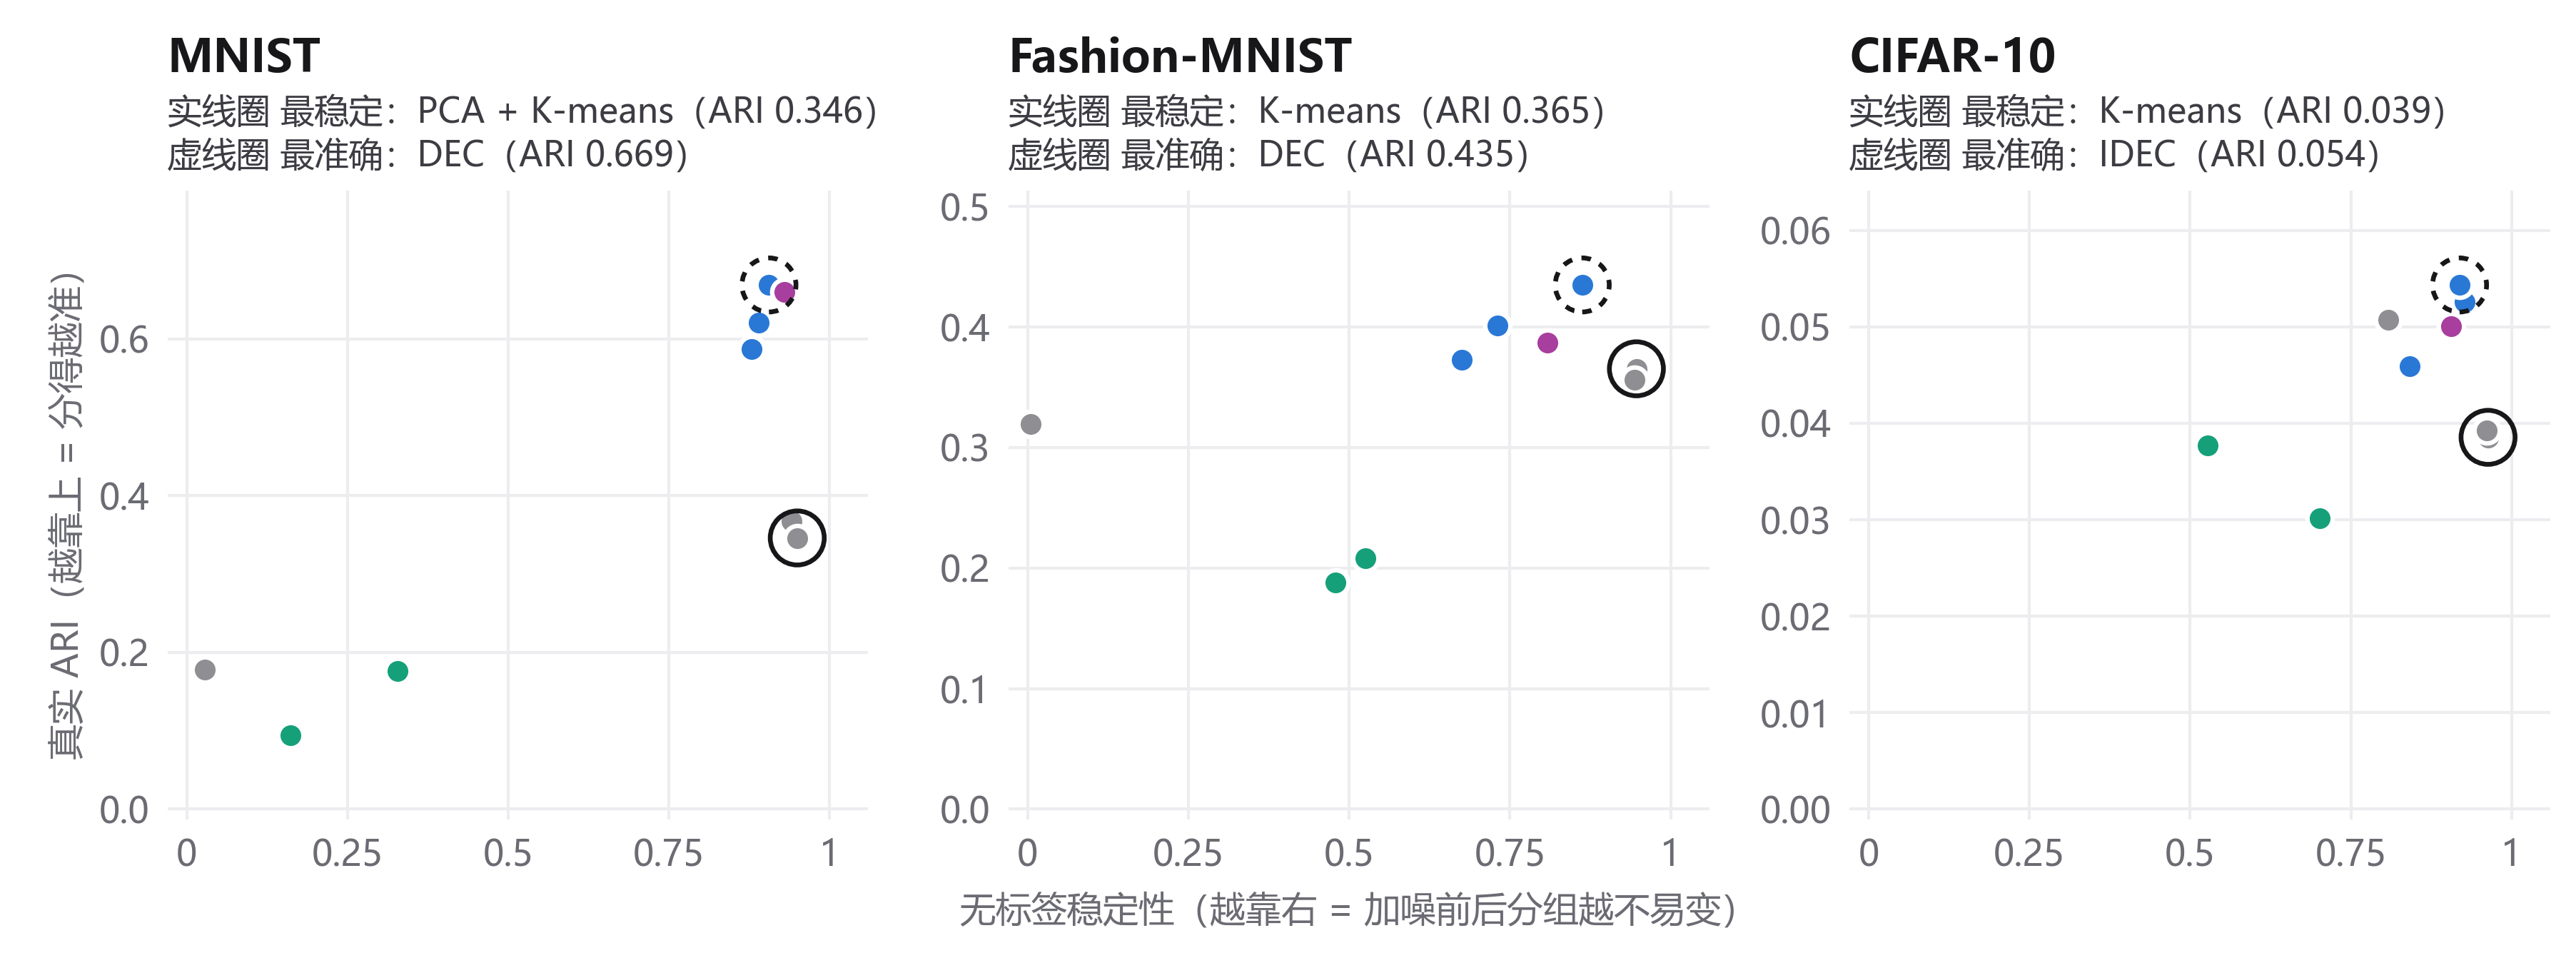 MNIST
实线圈 最稳定：PCA + K-means（ARI 0.346）
虚线圈 最准确：DEC（ARI 0.669）
Fashion-MNIST
实线圈 最稳定：K-means（ARI 0.365）
虚线圈 最准确：DEC（ARI 0.435）
CIFAR-10
实线圈 最稳定：K-means（ARI 0.039）
虚线圈 最准确：IDEC（ARI 0.054）
真实 ARI（越靠上 = 分得越准）
0.6
0.4
0.2
0.0
0 0.25 0.5 0.75 1
0.5
0.4
0.3
0.2
0.1
0.0
0 0.25 0.5 0.75 1
0.06
0.05
0.04
0.03
0.02
0.01
0.00
0 0.25 0.5 0.75 1
无标签稳定性（越靠右 = 加噪前后分组越不易变）